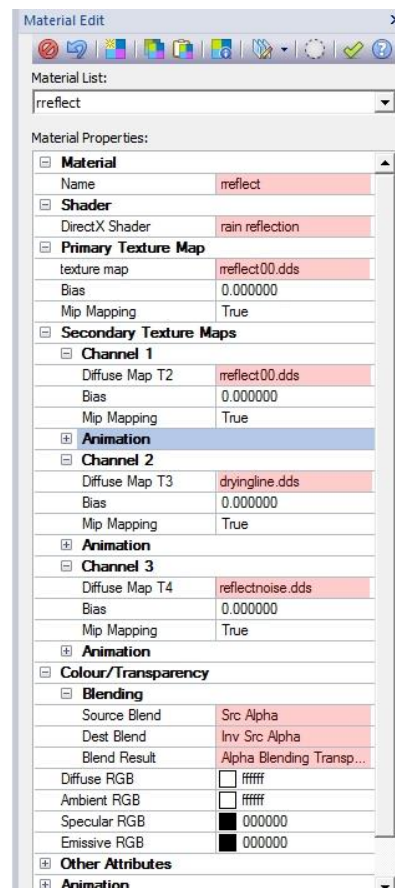 Material Edit
Material List:
rreflect
Material Properties:
Material
Name rreflect
Shader
DirectX Shader rain reflection
Primary Texture Map
texture map rreflect00.dds
Bias 0.000000
Mip Mapping True
Secondary Texture Maps
Channel 1
Diffuse Map T2 rreflect00.dds
Bias 0.000000
Mip Mapping True
Animation
Channel 2
Diffuse Map T3 dryingline.dds
Bias 0.000000
Mip Mapping True
Animation
Channel 3
Diffuse Map T4 reflectnoise.dds
Bias 0.000000
Mip Mapping True
Animation
Colour/Transparency
Blending
Source Blend Src Alpha
Dest Blend Inv Src Alpha
Blend Result Alpha Blending Transp...
Diffuse RGB ffffff
Ambient RGB ffffff
Specular RGB 000000
Emissive RGB 000000
Other Attributes
Animation